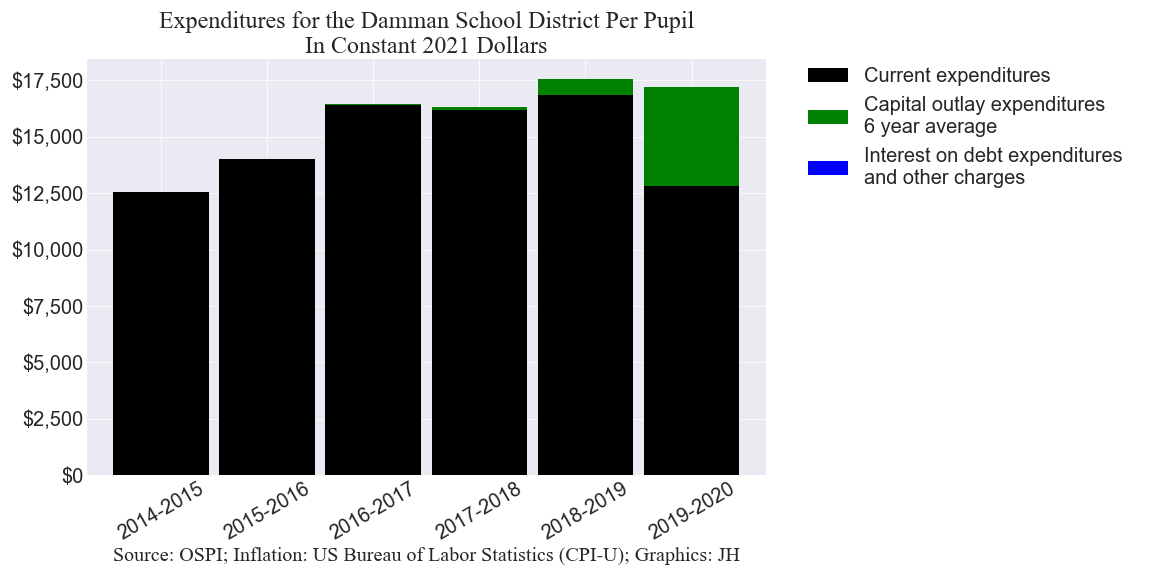 Expenditures for the Damman School District Per Pupil
In Constant 2021 Dollars
$17,500
$15,000
$12,500
$10,000
$7,500
$5,000
$2,500
$0
2014-2015
2015-2016
2016-2017
2017-2018
2018-2019
2019-2020
Current expenditures
Capital outlay expenditures
6 year average
Interest on debt expenditures
and other charges
Source: OSPI; Inflation: US Bureau of Labor Statistics (CPI-U); Graphics: JH